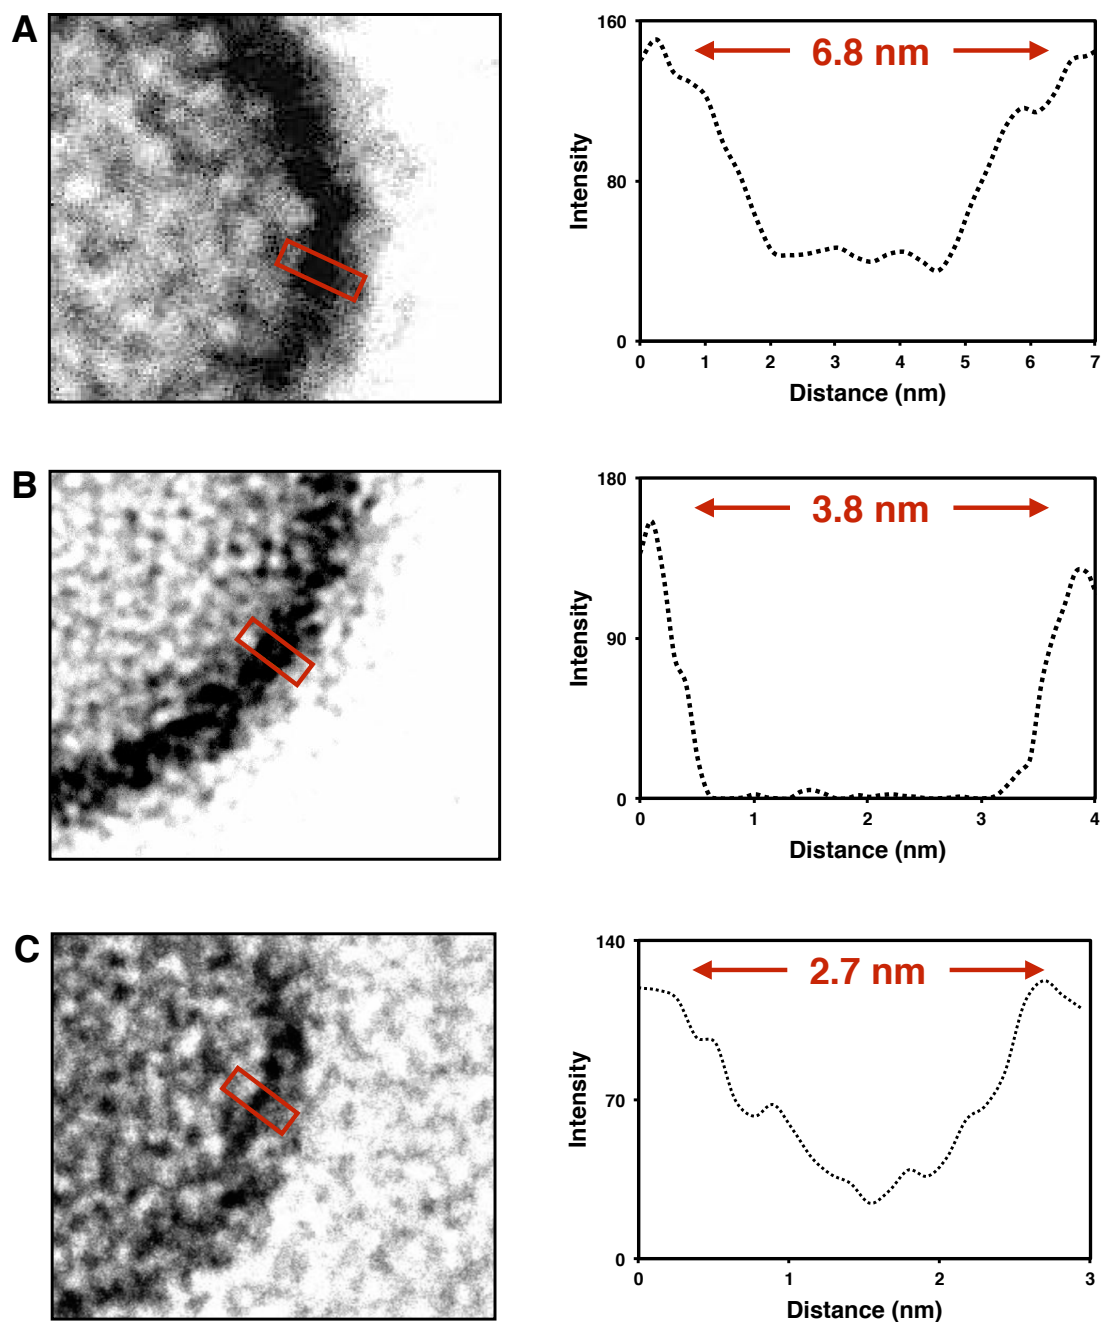 A
160
6.8 nm
Intensity
80
0
0 1 2 3 4 5 6 7
Distance (nm)
B
180
3.8 nm
Intensity
90
0
0 1 2 3 4
Distance (nm)
C
140
2.7 nm
Intensity
70
0
0 1 2 3
Distance (nm)